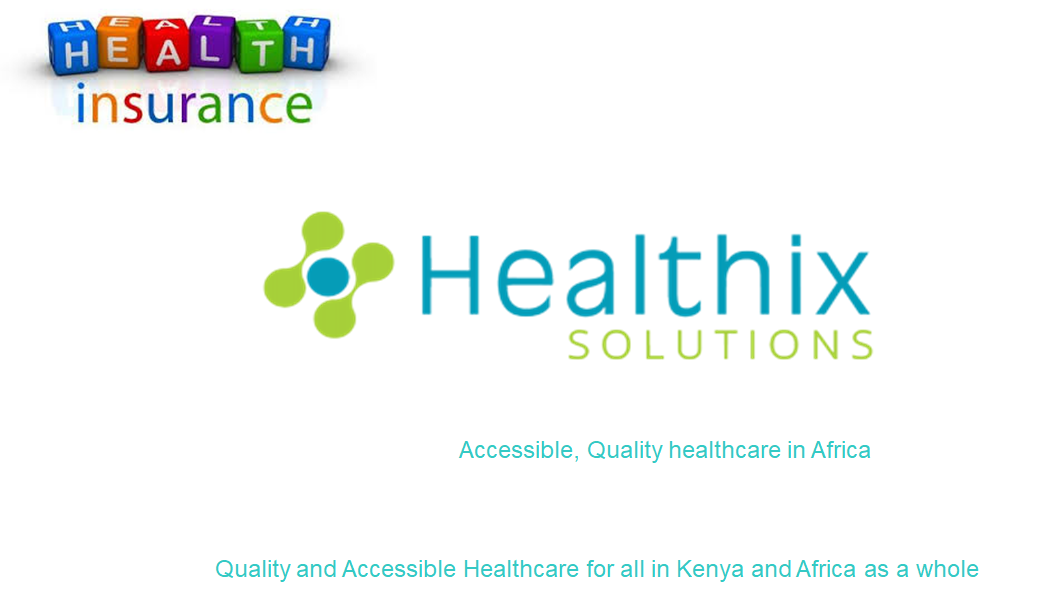 HEALTH
HEALTH
insurance
Healthix
SOLUTIONS
Accessible, Quality healthcare in Africa
Quality and Accessible Healthcare for all in Kenya and Africa as a whole